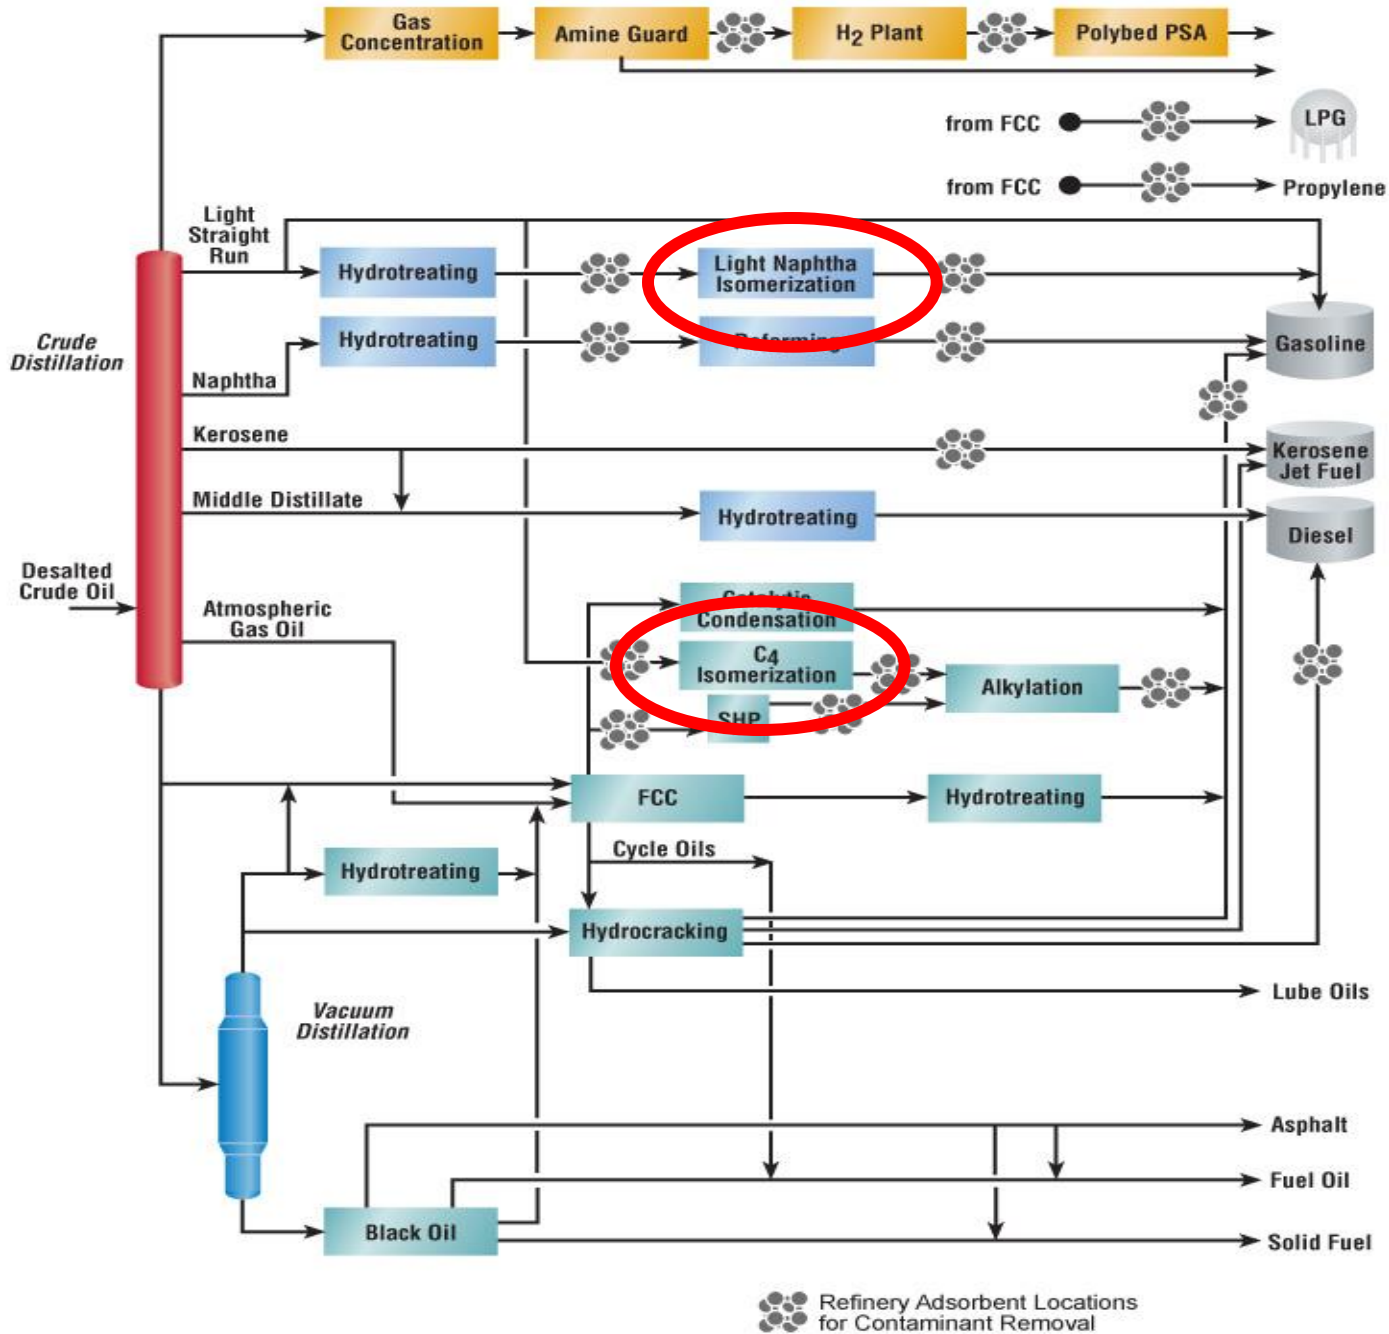 Gas
Concentration
Amine Guard
H2 Plant
Polybed PSA
from FCC
LPG
from FCC
Propylene
Light
Straight
Run
Hydrotreating
Light Naphtha
Isomerization
Crude
Distillation
Hydrotreating
Reforming
Gasoline
Naphtha
Kerosene
Kerosene
Jet Fuel
Middle Distillate
Hydrotreating
Diesel
Desalted
Crude Oil
Atmospheric
Gas Oil
Catalytic
Condensation
C4
Isomerization
Alkylation
SHP
FCC
Hydrotreating
Cycle Oils
Hydrotreating
Hydrocracking
Lube Oils
Vacuum
Distillation
Asphalt
Fuel Oil
Black Oil
Solid Fuel
Refinery Adsorbent Locations
for Contaminant Removal